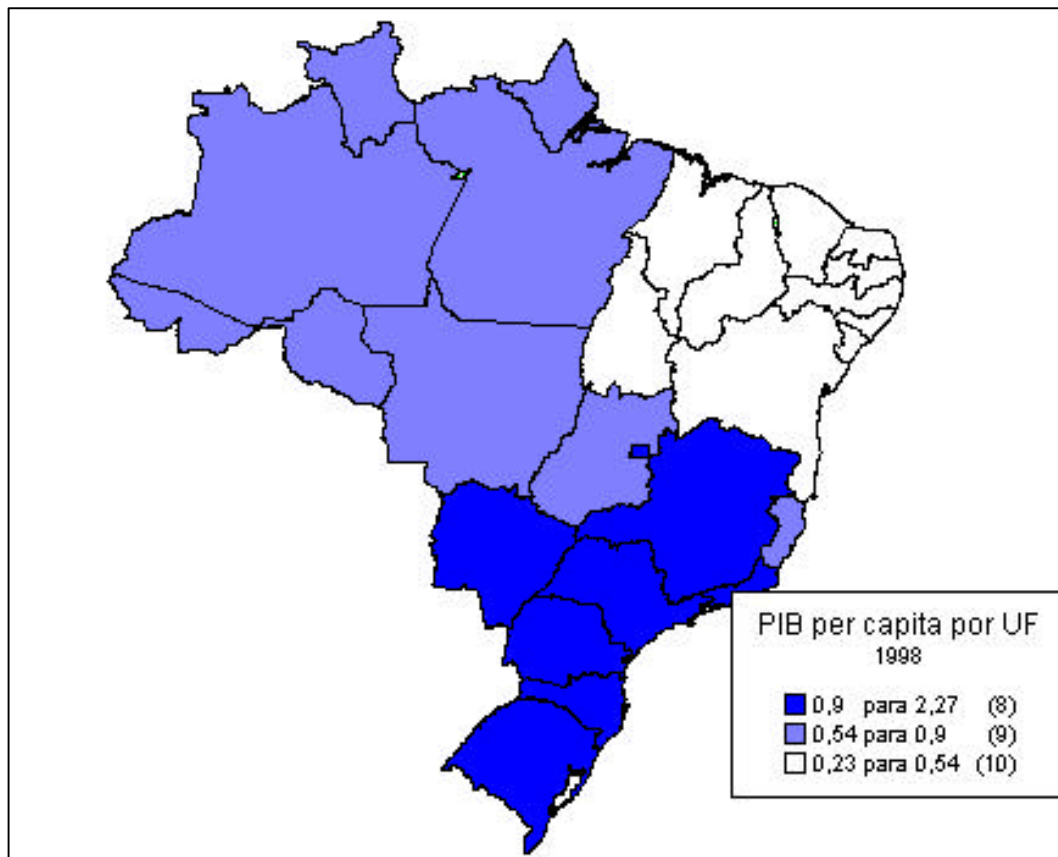 PIB per capita por UF
1998
0,9 para 2,27 (8)
0,54 para 0,9 (9)
0,23 para 0,54 (10)